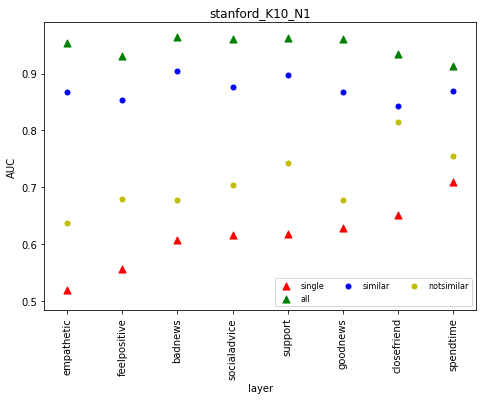 stanford_K10_N1
AUC
0.9
0.8
0.7
0.6
0.5
single
all
similar
notsimilar
empathetic
feelpositive
badnews
socialadvice
support
goodnews
closefriend
spendtime
layer